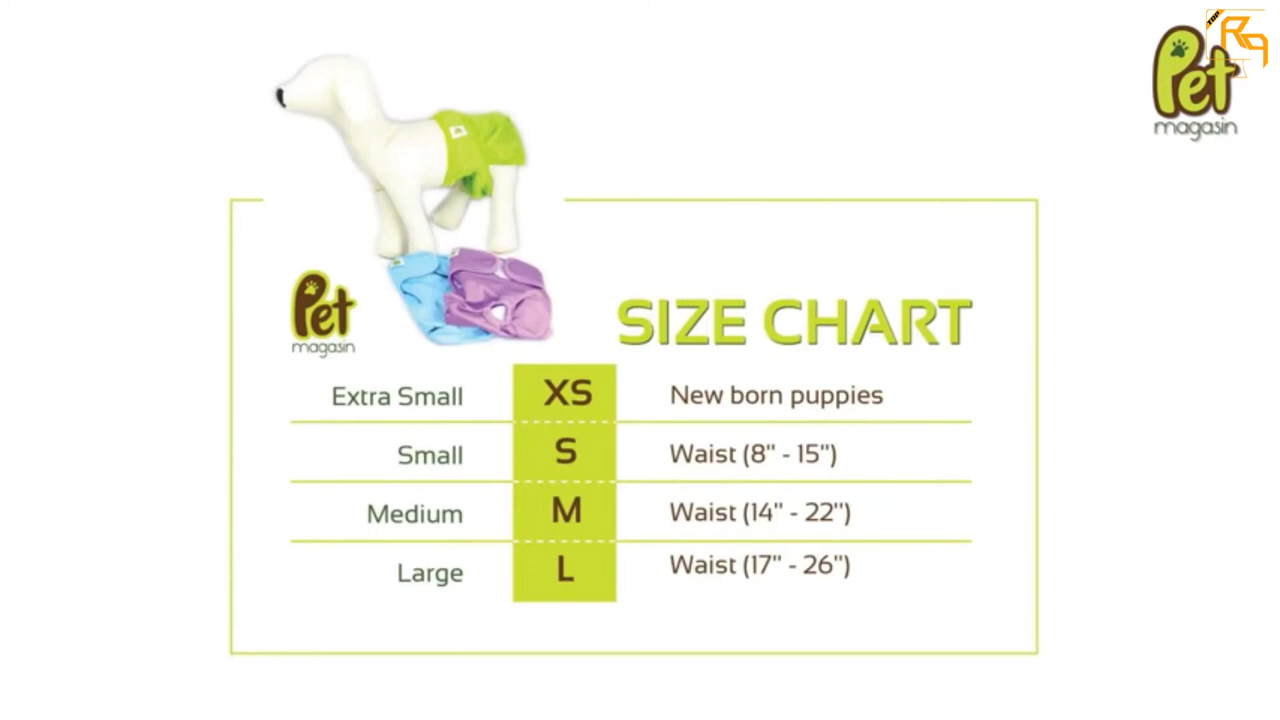 TOP
Pet
magasin
Pet
magasin
SIZE CHART
Extra Small XS New born puppies
Small S Waist (8" - 15")
Medium M Waist (14" - 22")
Large L Waist (17" - 26")